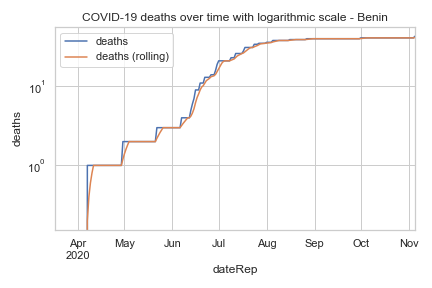 COVID-19 deaths over time with logarithmic scale - Benin
deaths
deaths (rolling)
10¹
10⁰
deaths
Apr
2020
May
Jun
Jul
Aug
Sep
Oct
Nov
dateRep